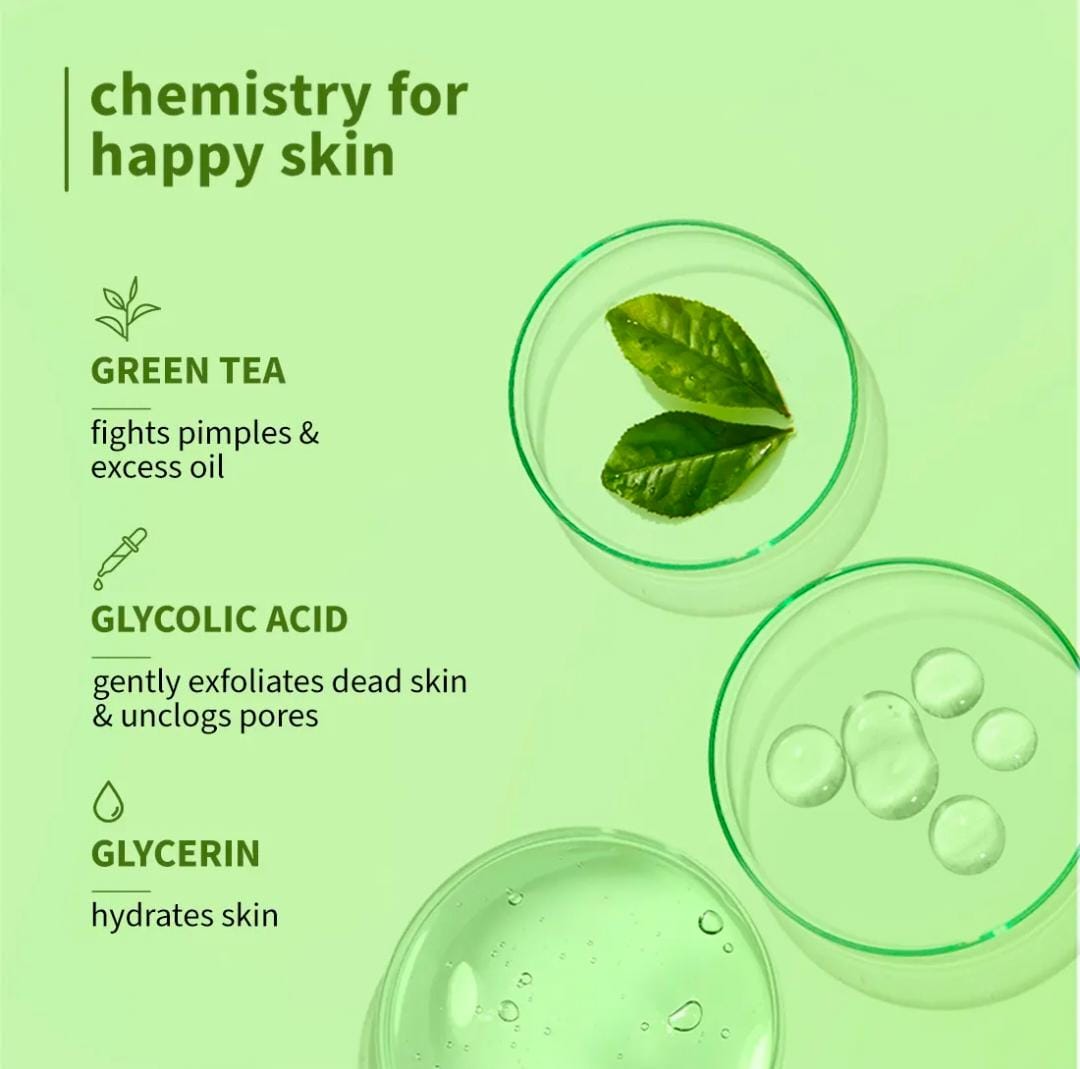 chemistry for
happy skin
GREEN TEA
fights pimples &
excess oil
GLYCOLIC ACID
gently exfoliates dead skin
& unclogs pores
GLYCERIN
hydrates skin